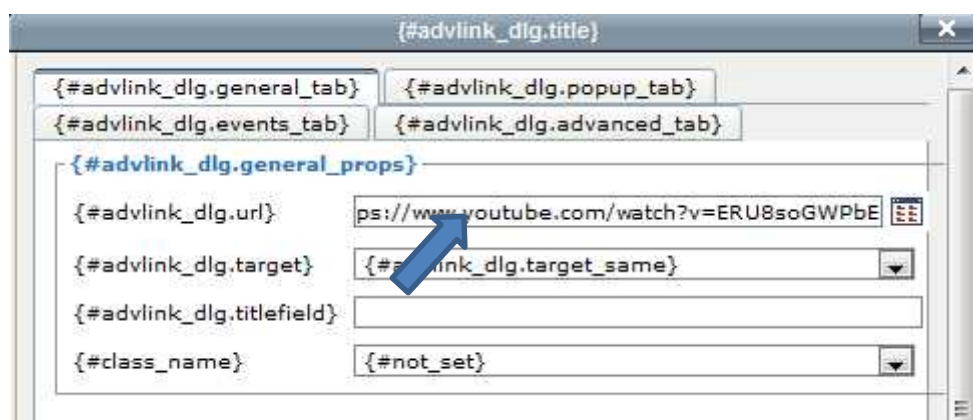 {#advlink_dlg.title}
{#advlink_dlg.general_tab} {#advlink_dlg.popup_tab}
{#advlink_dlg.events_tab} {#advlink_dlg.advanced_tab}
{#advlink_dlg.general_props}
{#advlink_dlg.url} ps://www.youtube.com/watch?v=ERU8soGWPbE
{#advlink_dlg.target} {#advlink_dlg.target_same}
{#advlink_dlg.titlefield}
{#class_name} {#not_set}